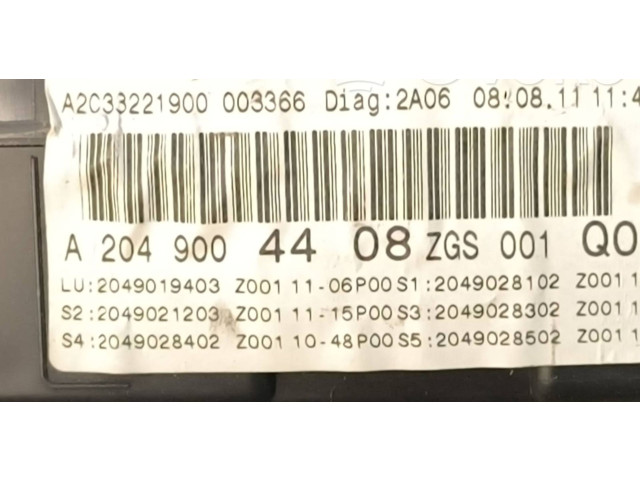 A2C33221900 003366 Diag:2A06 08.08.11 11:4
A 204 900 44 08 ZGS 001 Q0
LU:2049019403 Z001 11-06P00 S1:2049028102 Z001 1
S2:2049021203 Z001 11-15P00 S3:2049028302 Z001 1
S4:2049028402 Z001 10-48P00 S5:2049028502 Z001 1